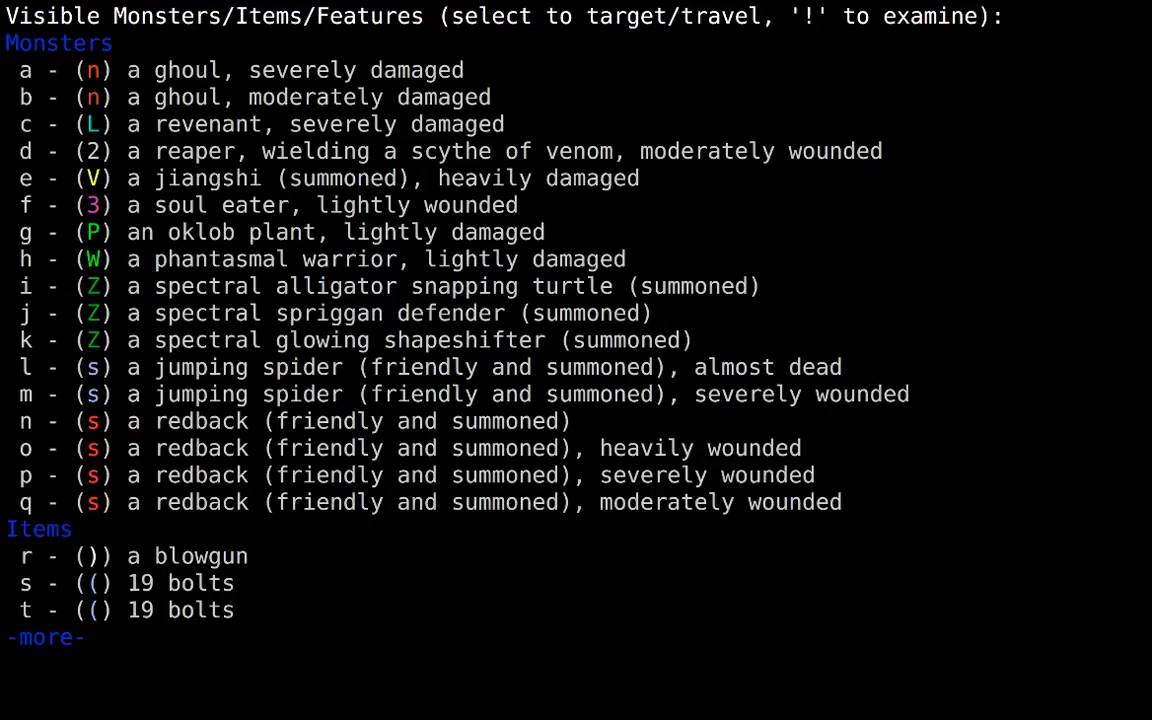 Visible Monsters/Items/Features (select to target/travel, '!' to examine):
Monsters
a - (n) a ghoul, severely damaged
b - (n) a ghoul, moderately damaged
c - (L) a revenant, severely damaged
d - (2) a reaper, wielding a scythe of venom, moderately wounded
e - (V) a jiangshi (summoned), heavily damaged
f - (3) a soul eater, lightly wounded
g - (P) an oklob plant, lightly damaged
h - (W) a phantasmal warrior, lightly damaged
i - (Z) a spectral alligator snapping turtle (summoned)
j - (Z) a spectral spriggan defender (summoned)
k - (Z) a spectral glowing shapeshifter (summoned)
l - (s) a jumping spider (friendly and summoned), almost dead
m - (s) a jumping spider (friendly and summoned), severely wounded
n - (s) a redback (friendly and summoned)
o - (s) a redback (friendly and summoned), heavily wounded
p - (s) a redback (friendly and summoned), severely wounded
q - (s) a redback (friendly and summoned), moderately wounded
Items
r - ()) a blowgun
s - (() 19 bolts
t - (() 19 bolts
-more-